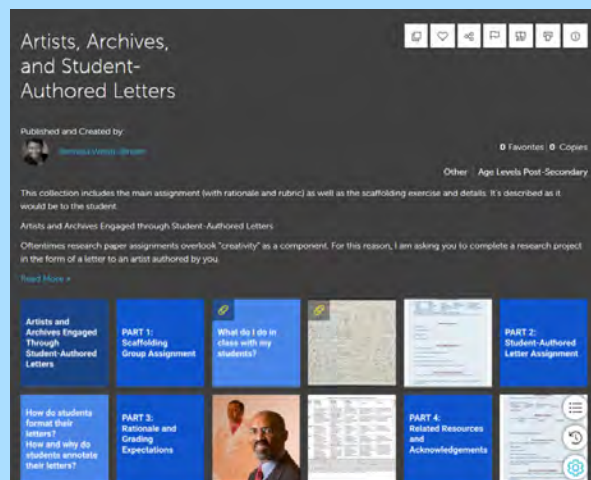 Artists, Archives,
and Student-
Authored Letters
Published and Created by
0 Favorites 0 Copies
Other Age Levels Post-Secondary
This collection includes the main assignment (with rationale and rubric) as well as the scaffolding exercise and details. It's described as it
would be to the student.
Artists and Archives Engaged through Student-Authored Letters
Oftentimes research paper assignments overlook "creativity" as a component. For this reason, I am asking you to complete a research project
in the form of a letter to an artist authored by you.
Read More
Artists and
Archives Engaged
Through
Student-Authored
Letters
PART 1:
Scaffolding
Group Assignment
What do I do in
class with my
students?
PART 2:
Student-Authored
Letter Assignment
How do students
format their
letters?
How and why do
students annotate
their letters?
PART 3:
Rationale and
Grading
Expectations
PART 4:
Related Resources
and
Acknowledgements